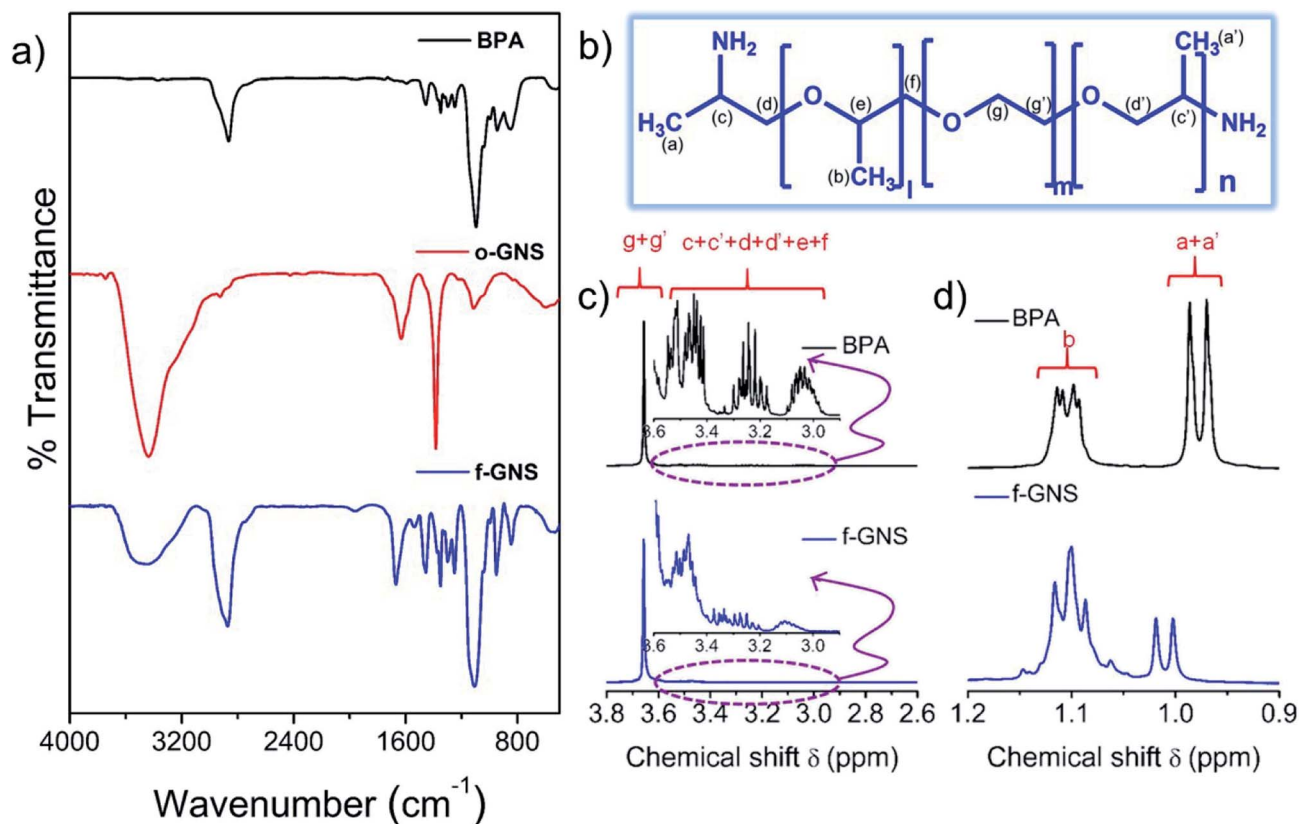 a)
BPA
o-GNS
f-GNS
% Transmittance
4000 3200 2400 1600 800
Wavenumber (cm⁻¹)
b)
NH₂
CH₃(a')
(d)
O
(e)
(f)
O
(g)
(g')
O
(d')
(c')
NH₂
H₃C
(a)
(c)
(b)CH₃
l
m
n
g+g'
c+c'+d+d'+e+f
a+a'
c)
BPA
3.6 3.4 3.2 3.0
f-GNS
3.6 3.4 3.2 3.0
3.8 3.6 3.4 3.2 3.0 2.8 2.6
Chemical shift δ (ppm)
d)
BPA
b
f-GNS
1.2 1.1 1.0 0.9
Chemical shift δ (ppm)